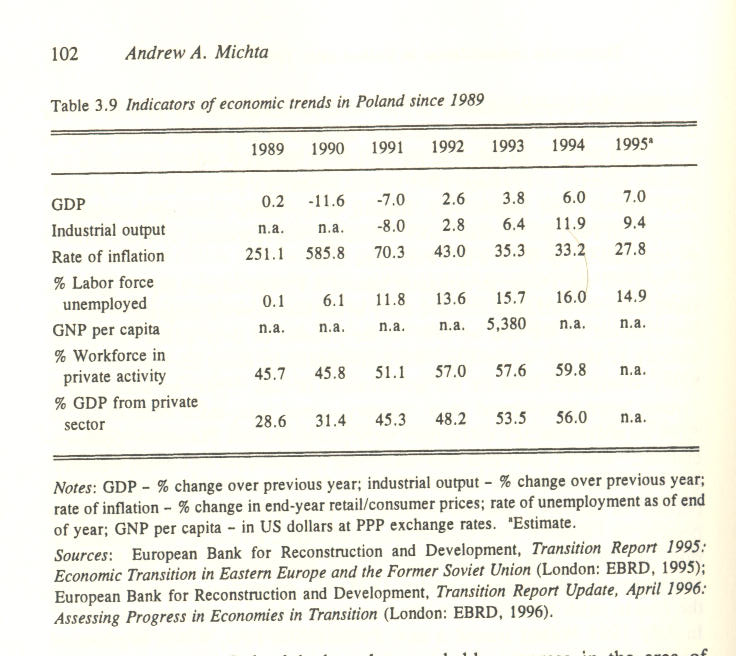 102 Andrew A. Michta
Table 3.9 Indicators of economic trends in Poland since 1989
1989 1990 1991 1992 1993 1994 1995ª
GDP 0.2 -11.6 -7.0 2.6 3.8 6.0 7.0
Industrial output n.a. n.a. -8.0 2.8 6.4 11.9 9.4
Rate of inflation 251.1 585.8 70.3 43.0 35.3 33.2 27.8
% Labor force
unemployed 0.1 6.1 11.8 13.6 15.7 16.0 14.9
GNP per capita n.a. n.a. n.a. n.a. 5,380 n.a. n.a.
% Workforce in
private activity 45.7 45.8 51.1 57.0 57.6 59.8 n.a.
% GDP from private
sector 28.6 31.4 45.3 48.2 53.5 56.0 n.a.
Notes: GDP – % change over previous year; industrial output – % change over previous year;
rate of inflation – % change in end-year retail/consumer prices; rate of unemployment as of end
of year; GNP per capita – in US dollars at PPP exchange rates. ªEstimate.
Sources: European Bank for Reconstruction and Development, Transition Report 1995:
Economic Transition in Eastern Europe and the Former Soviet Union (London: EBRD, 1995);
European Bank for Reconstruction and Development, Transition Report Update, April 1996:
Assessing Progress in Economies in Transition (London: EBRD, 1996).
in the area of